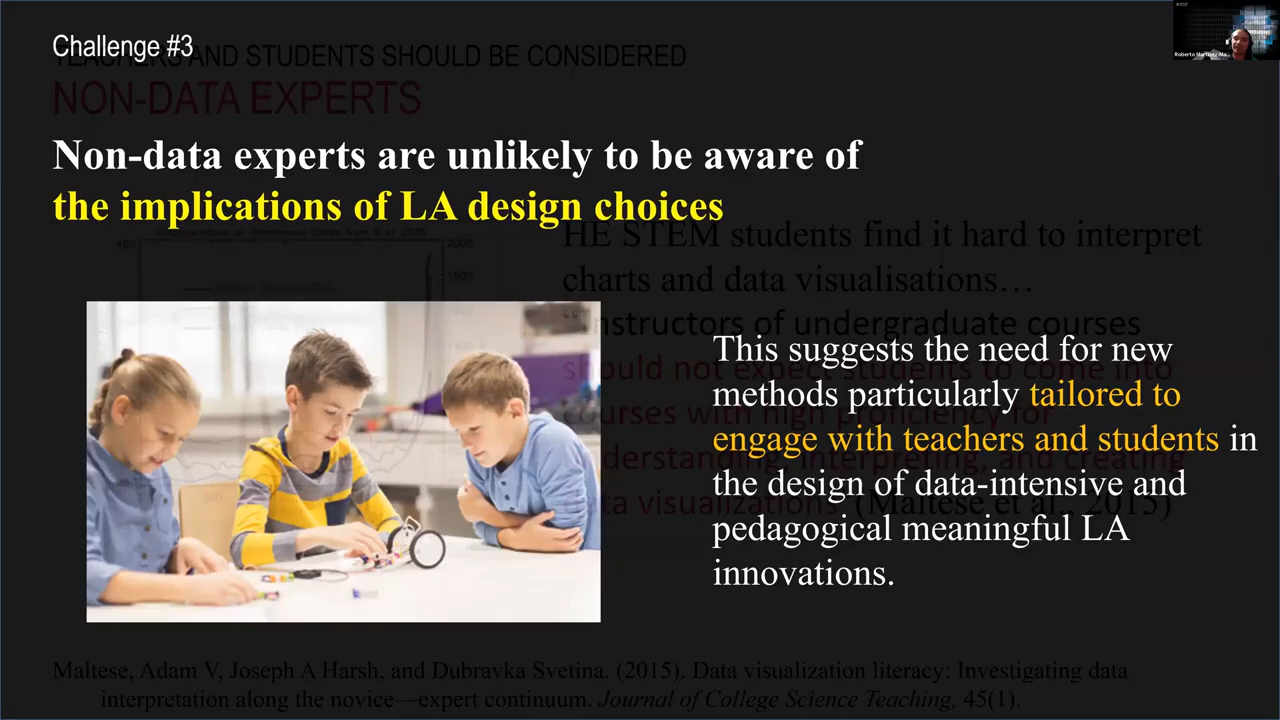 Challenge #3
TEACHERS AND STUDENTS SHOULD BE CONSIDERED
NON-DATA EXPERTS
Non-data experts are unlikely to be aware of
the implications of LA design choices
HE STEM students find it hard to interpret
charts and data visualisations…
instructors of undergraduate courses
should not expect students to come into
courses with high proficiency for
understanding, interpreting, and creating
data visualizations (Maltese et al., 2015)
This suggests the need for new
methods particularly tailored to
engage with teachers and students in
the design of data-intensive and
pedagogical meaningful LA
innovations.
Maltese, Adam V, Joseph A Harsh, and Dubravka Svetina. (2015). Data visualization literacy: Investigating data
interpretation along the novice—expert continuum. Journal of College Science Teaching, 45(1).
Roberto Martinez-Ma...